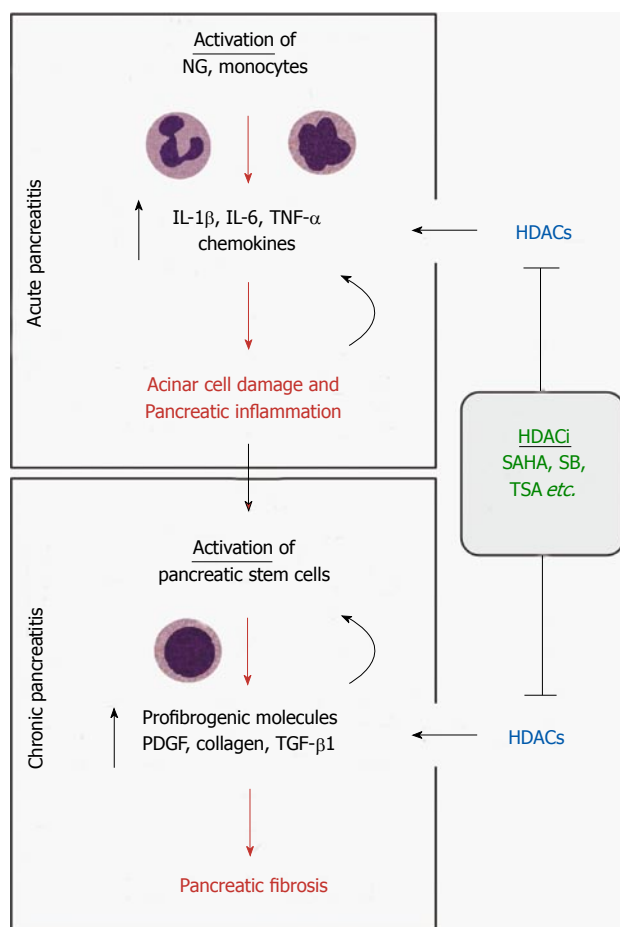 Activation of
NG, monocytes
IL-1β, IL-6, TNF-α
chemokines
HDACs
Acute pancreatitis
Acinar cell damage and
Pancreatic inflammation
HDACi
SAHA, SB,
TSA etc.
Activation of
pancreatic stem cells
Chronic pancreatitis
Profibrogenic molecules
PDGF, collagen, TGF-β1
HDACs
Pancreatic fibrosis